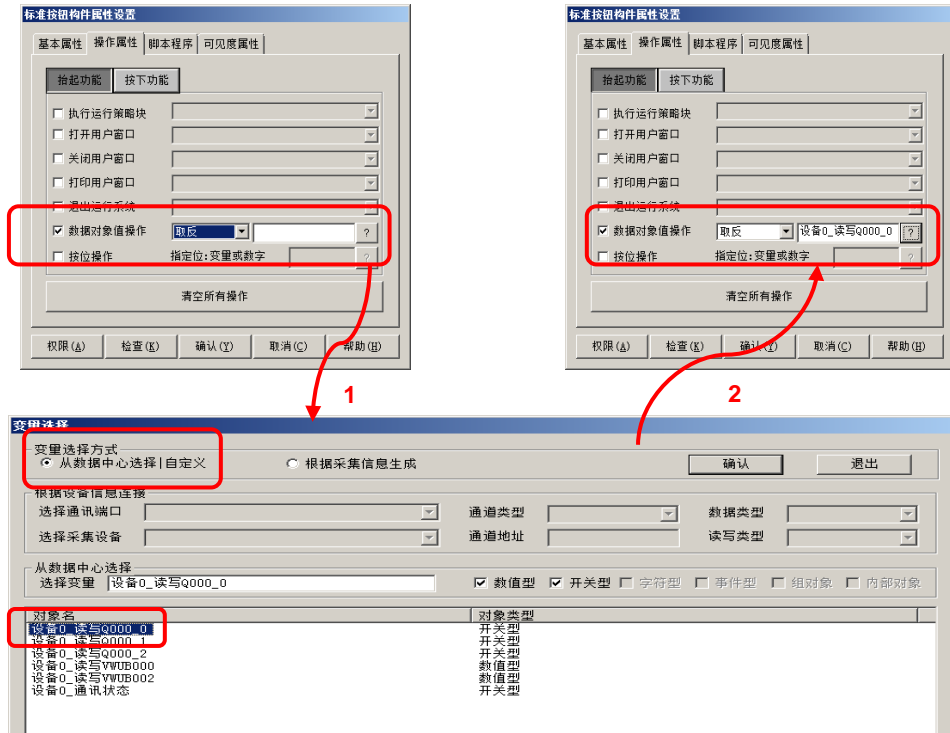 标准按钮构件属性设置
基本属性 操作属性 脚本程序 可见度属性
抬起功能 按下功能
执行运行策略块
打开用户窗口
关闭用户窗口
打印用户窗口
退出运行系统
数据对象值操作 取反 ?
按位操作 指定位:变量或数字 ?
清空所有操作
权限(A) 检查(K) 确认(Y) 取消(C) 帮助(H)
标准按钮构件属性设置
基本属性 操作属性 脚本程序 可见度属性
抬起功能 按下功能
执行运行策略块
打开用户窗口
关闭用户窗口
打印用户窗口
退出运行系统
数据对象值操作 取反 设备0_读写Q000_0 ?
按位操作 指定位:变量或数字 ?
清空所有操作
权限(A) 检查(K) 确认(Y) 取消(C) 帮助(H)
1
2
变量选择
变量选择方式
从数据中心选择|自定义 根据采集信息生成 确认 退出
根据设备信息连接
选择通讯端口 通道类型 数据类型
选择采集设备 通道地址 读写类型
从数据中心选择
选择变量 设备0_读写Q000_0 数值型 开关型 字符型 事件型 组对象 内部对象
对象名 对象类型
设备0_读写Q000_0 开关型
设备0_读写Q000_1 开关型
设备0_读写Q000_2 开关型
设备0_读写VWUB000 数值型
设备0_读写VWUB002 数值型
设备0_通讯状态 开关型